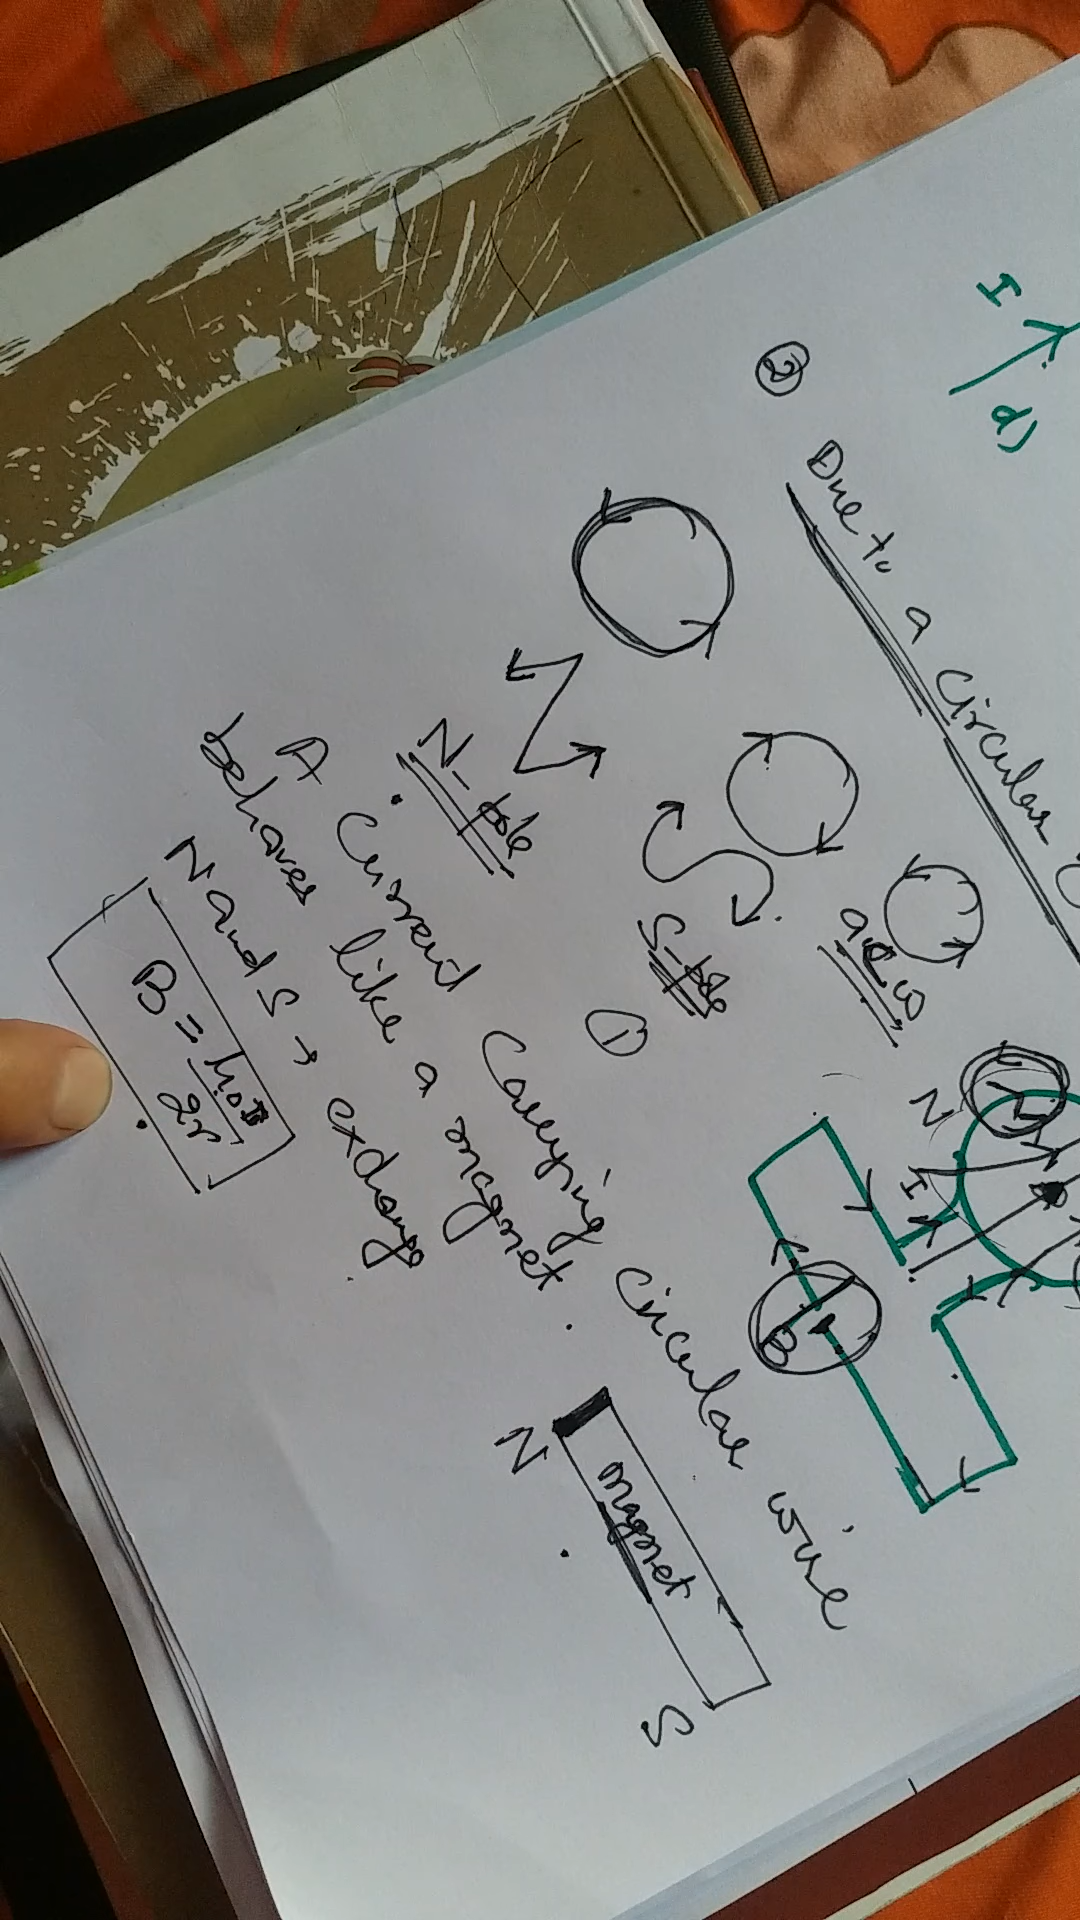 I
d)
② Due to a Circular
acw
N-pole
S-pole
①
N
I
B
A current Carrying Circular wire
behaves like a magnet.
N and S → exchange
magnet
N
S
B = μ₀I
2r